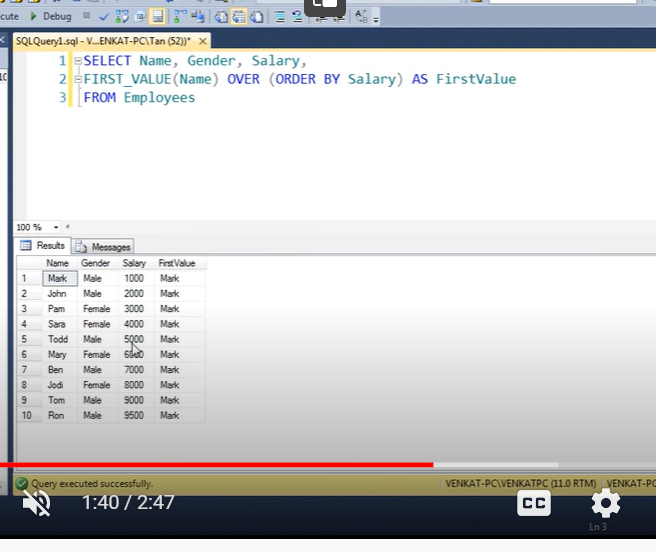 cute Debug
SQLQuery1.sql - V...ENKAT-PC\Tan (52))* ×
1 SELECT Name, Gender, Salary,
2 FIRST_VALUE(Name) OVER (ORDER BY Salary) AS FirstValue
3 FROM Employees
100 %
Results Messages
Name Gender Salary FirstValue
1 Mark Male 1000 Mark
2 John Male 2000 Mark
3 Pam Female 3000 Mark
4 Sara Female 4000 Mark
5 Todd Male 5000 Mark
6 Mary Female 6000 Mark
7 Ben Male 7000 Mark
8 Jodi Female 8000 Mark
9 Tom Male 9000 Mark
10 Ron Male 9500 Mark
Query executed successfully. VENKAT-PC\VENKATPC (11.0 RTM) VENKAT-PC
1:40 / 2:47 CC
Ln 3